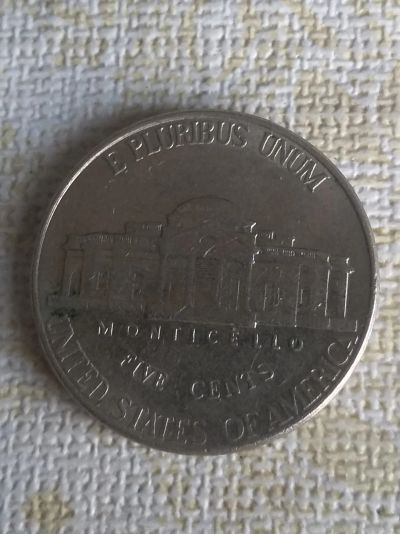 E PLURIBUS UNUM
MONTICELLO
FIVE CENTS
UNITED STATES OF AMERICA